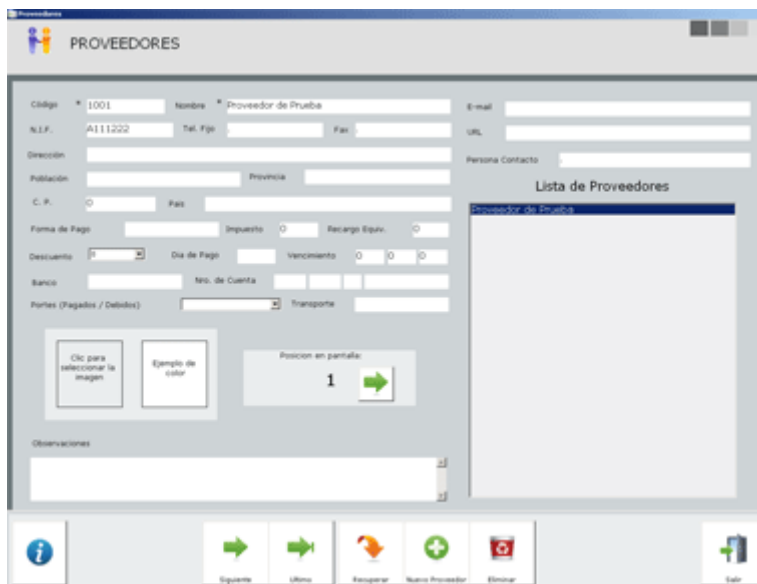 Proveedores
PROVEEDORES
Código * 1001 Nombre * Proveedor de Prueba
E-mail
N.I.F. A111222 Tel. Fijo . Fax .
URL
Dirección
Persona Contacto .
Población Provincia
Lista de Proveedores
C. P. 0 Pais
Proveedor de Prueba
Forma de Pago Impuesto 0 Recargo Equiv. 0
Descuento Dia de Pago Vencimiento 0 0 0
Banco Nro. de Cuenta
Portes (Pagados / Debidos) Transporte
Clic para
seleccionar la
imagen
Ejemplo de
color
Posicion en pantalla:
1
Observaciones
Siguiente Ultimo Recuperar Nuevo Proveedor Eliminar Salir